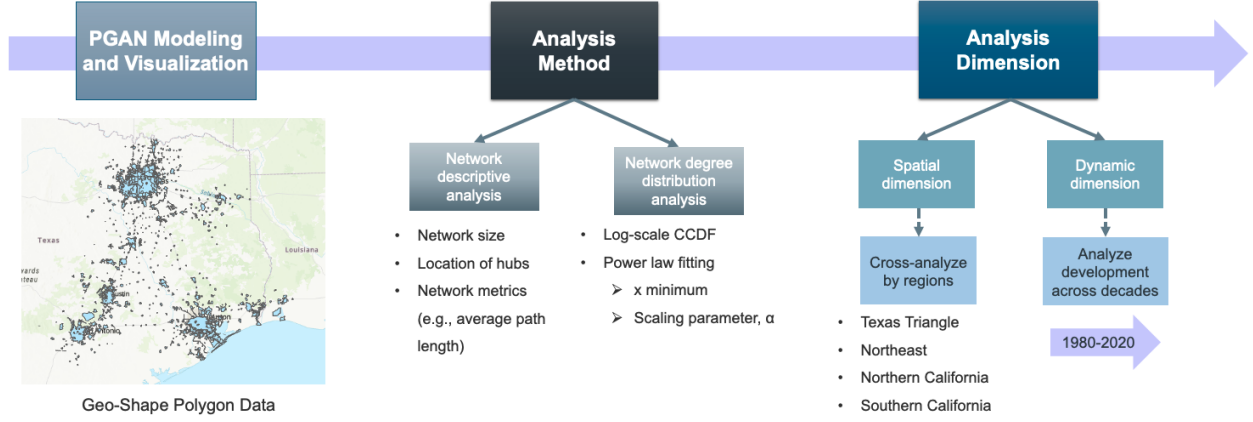 PGAN Modeling
and Visualization
Analysis
Method
Analysis
Dimension
Texas
Louisiana
Geo-Shape Polygon Data
Network
descriptive
analysis
• Network size
• Location of hubs
• Network metrics
(e.g., average path
length)
Network degree
distribution
analysis
• Log-scale CCDF
• Power law fitting
➢ x minimum
➢ Scaling parameter, α
Spatial
dimension
Cross-analyze
by regions
• Texas Triangle
• Northeast
• Northern California
• Southern California
Dynamic
dimension
Analyze
development
across decades
1980-2020